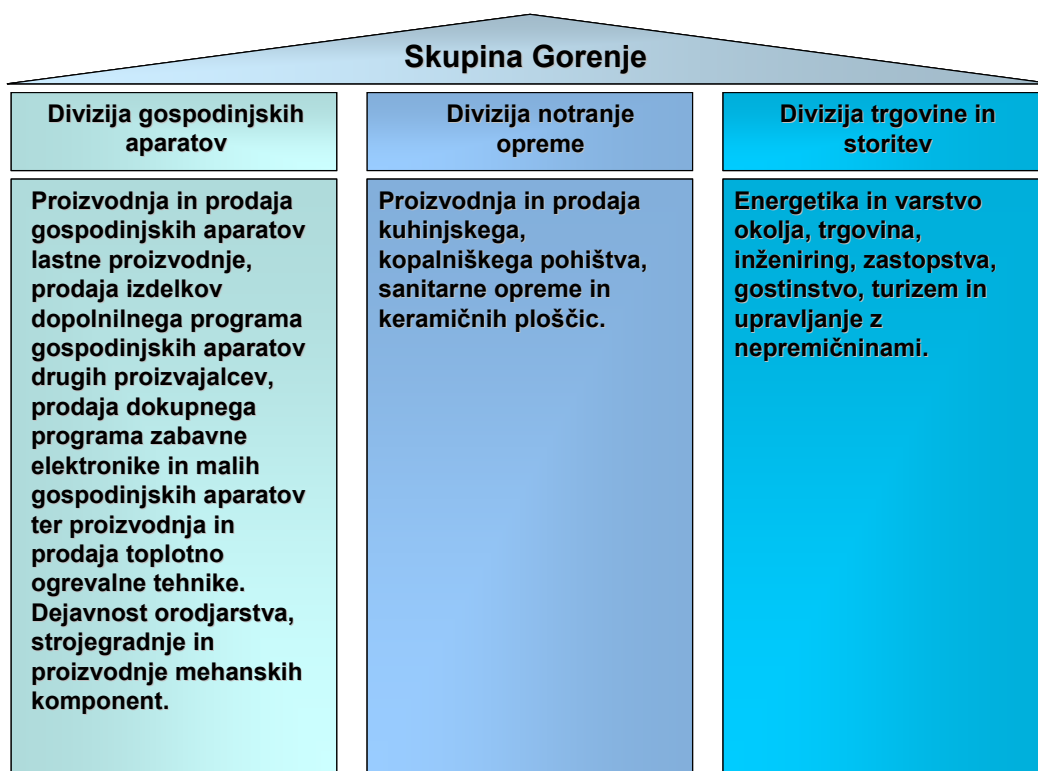 Skupina Gorenje
Divizija gospodinjskih
aparatov
Divizija notranje
opreme
Divizija trgovine in
storitev
Proizvodnja in prodaja
gospodinjskih aparatov
lastne proizvodnje,
prodaja izdelkov
dopolnilnega programa
gospodinjskih aparatov
drugih proizvajalcev,
prodaja dokupnega
programa zabavne
elektronike in malih
gospodinjskih aparatov
ter proizvodnja in
prodaja toplotno
ogrevalne tehnike.
Dejavnost orodjarstva,
strojegradnje in
proizvodnje mehanskih
komponent.
Proizvodnja in prodaja
kuhinjskega,
kopalniškega pohištva,
sanitarne opreme in
keramičnih ploščic.
Energetika in varstvo
okolja, trgovina,
inženiring, zastopstva,
gostinstvo, turizem in
upravljanje z
nepremičninami.